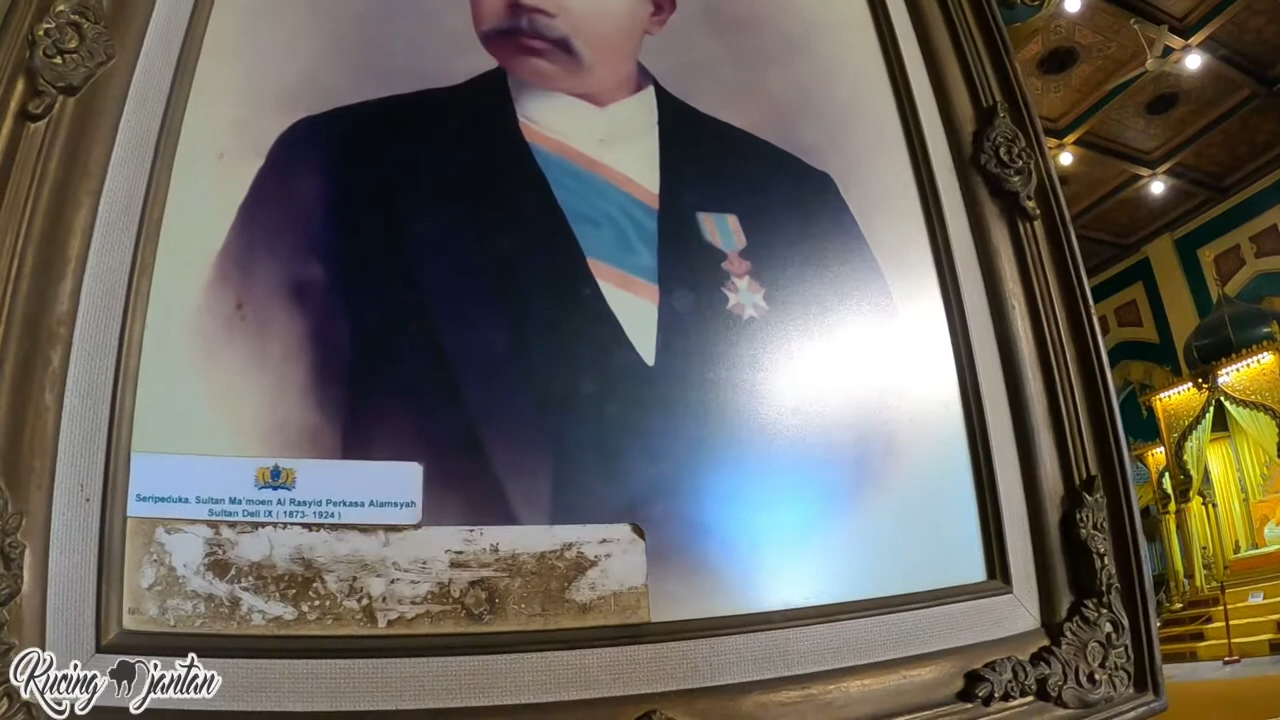 Seripeduka. Sultan Ma'moen Al Rasyid Perkasa Alamsyah
Sultan Deli IX ( 1873- 1924 )
Kucing jantan